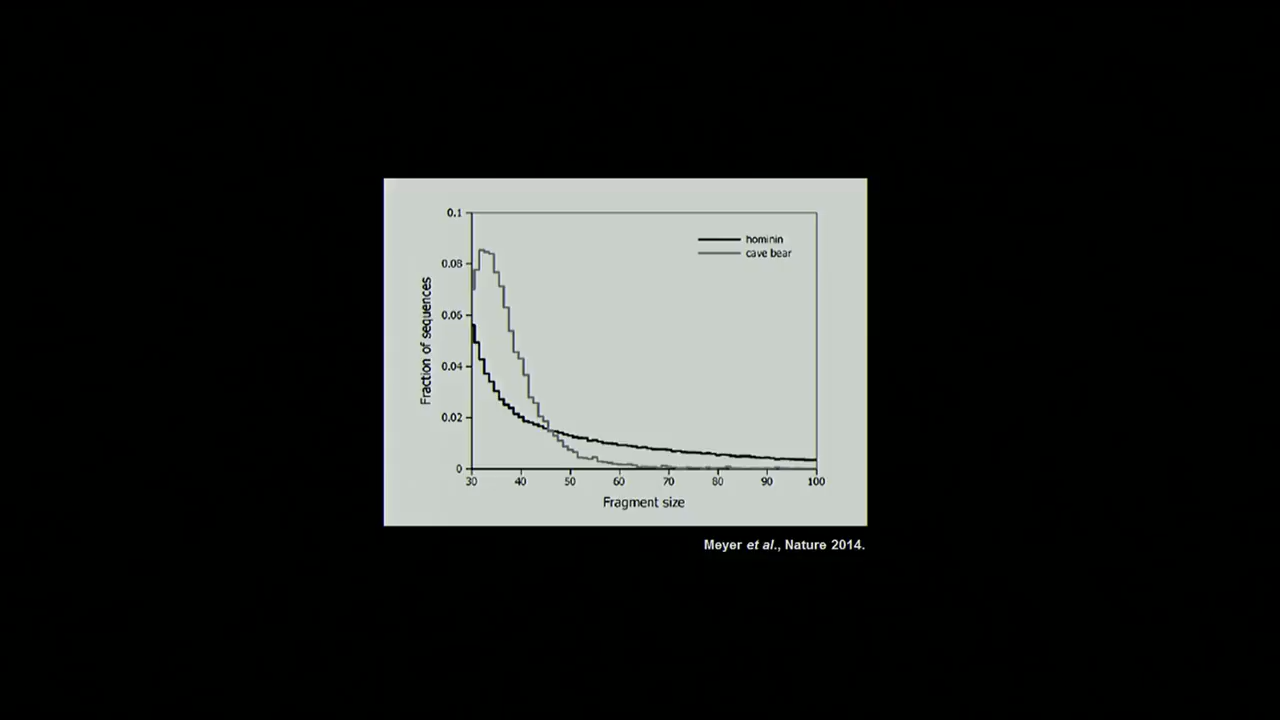 0.1
hominin
cave bear
0.08
0.06
0.04
0.02
0
Fraction of sequences
30 40 50 60 70 80 90 100
Fragment size
Meyer et al., Nature 2014.